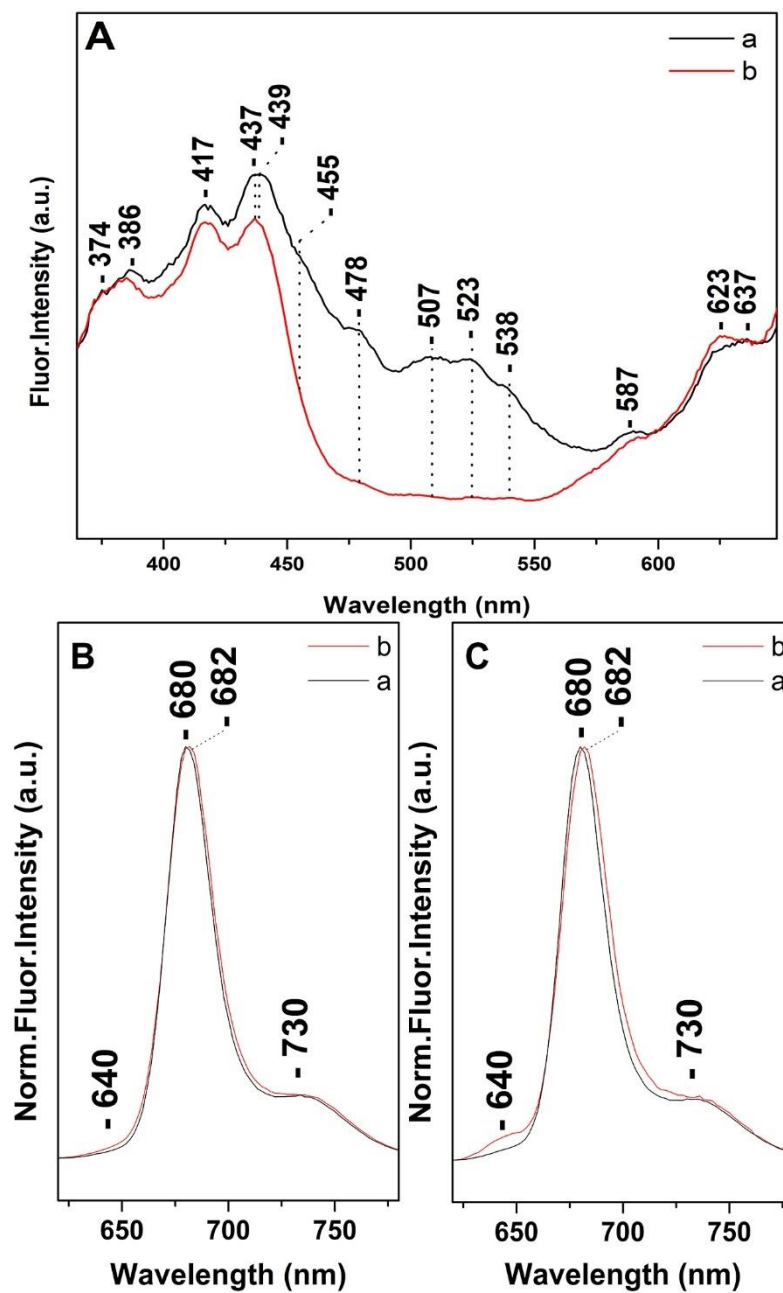 A
a
b
374
386
417
437
439
455
478
507
523
538
587
623
637
Fluor.Intensity (a.u.)
400 450 500 550 600
Wavelength (nm)
B
b
a
680
682
640
730
Norm.Fluor.Intensity (a.u.)
650 700 750
Wavelength (nm)
C
b
a
680
682
640
730
Norm.Fluor.Intensity (a.u.)
650 700 750
Wavelength (nm)